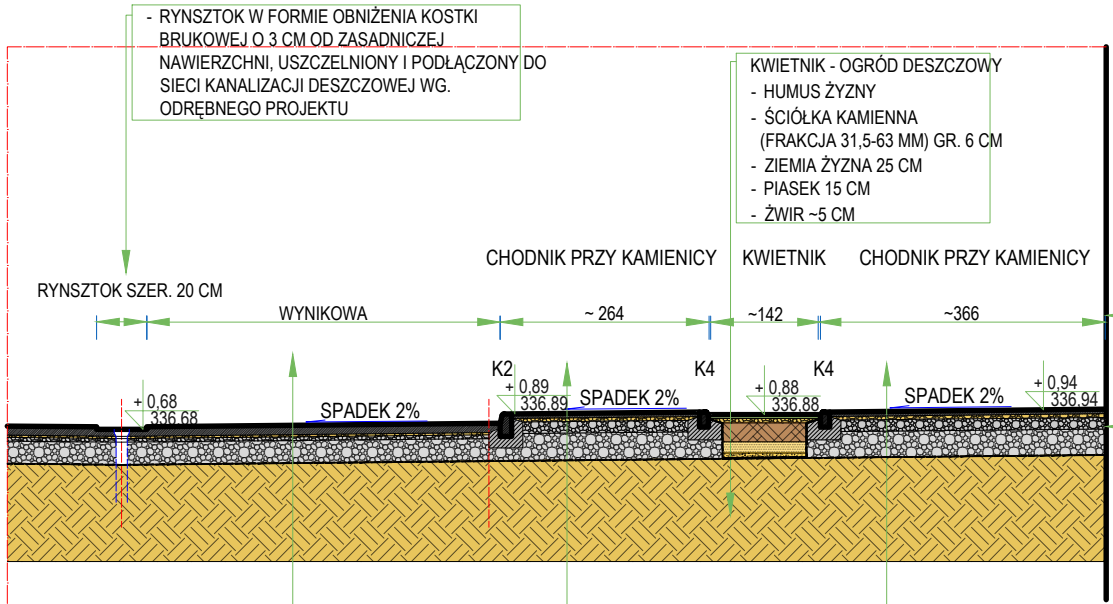 - RYNSZTOK W FORMIE OBNIŻENIA KOSTKI
BRUKOWEJ O 3 CM OD ZASADNICZEJ
NAWIERZCHNI, USZCZELNIONY I PODŁĄCZONY DO
SIECI KANALIZACJI DESZCZOWEJ WG.
ODRĘBNEGO PROJEKTU
KWIETNIK - OGRÓD DESZCZOWY
- HUMUS ŻYZNY
- ŚCIÓŁKA KAMIENNA
(FRAKCJA 31,5-63 MM) GR. 6 CM
- ZIEMIA ŻYZNA 25 CM
- PIASEK 15 CM
- ŻWIR ~5 CM
CHODNIK PRZY KAMIENICY
KWIETNIK
CHODNIK PRZY KAMIENICY
RYNSZTOK SZER. 20 CM
WYNIKOWA
~ 264
~142
~366
K2
K4
K4
+ 0,68
336.68
SPADEK 2%
+ 0,89
336.89
SPADEK 2%
+ 0,88
336.88
SPADEK 2%
+ 0,94
336.94